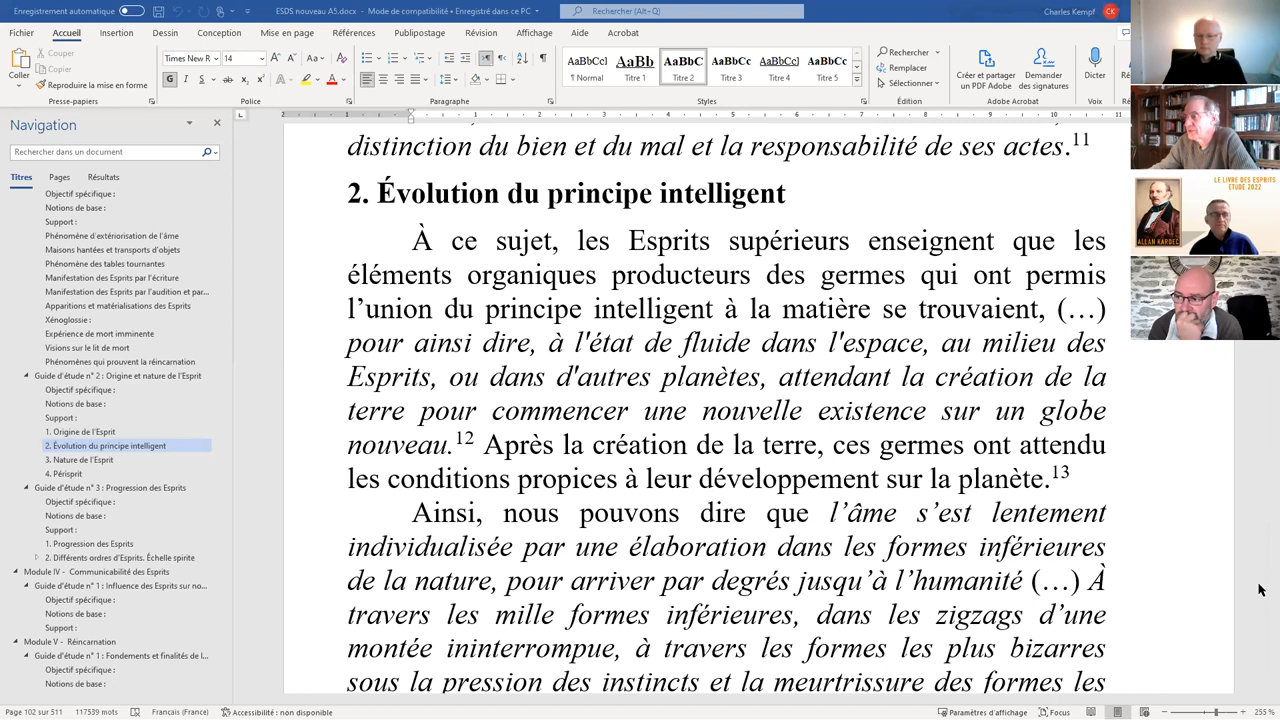 Enregistrement automatique
ESDS nouveau A5.doc - Mode de compatibilité • Enregistré dans ce PC
Rechercher (Alt+Q)
Charles Kempf
CK
Fichier Accueil Insertion Dessin Conception Mise en page Références Publipostage Révision Affichage Aide Acrobat
Coller
Couper
Copier
Reproduire la mise en forme
Presse-papiers
Times New R 14
G I S ab x₂ x²
Police
Paragraphe
AaBbCcI AaBb AaBbC AaBbCc AaBbCcI AaBbCc
¶ Normal Titre 1 Titre 2 Titre 3 Titre 4 Titre 5
Styles
Rechercher
Remplacer
Sélectionner
Édition
Créer et partager
un PDF Adobe
Demander
des signatures
Adobe Acrobat
Dicter
Voix
Navigation
Rechercher dans un document
Titres Pages Résultats
Objectif spécifique :
Notions de base :
Support :
Phénomène d'extériorisation de l'âme
Maisons hantées et transports d'objets
Phénomène des tables tournantes
Manifestation des Esprits par l'écriture
Manifestation des Esprits par l'audition et par...
Apparitions et matérialisations des Esprits
Xénoglossie :
Expérience de mort imminente
Visions sur le lit de mort
Phénomènes qui prouvent la réincarnation
Guide d'étude n° 2 : Origine et nature de l'Esprit
Objectif spécifique :
Notions de base :
Support :
1. Origine de l'Esprit
2. Évolution du principe intelligent
3. Nature de l'Esprit
4. Périsprit
Guide d'étude n° 3 : Progression des Esprits
Objectif spécifique :
Notions de base :
Support :
1. Progression des Esprits
2. Différents ordres d'Esprits. Échelle spirite
Module IV - Communicabilité des Esprits
Guide d'étude n° 1 : Influence des Esprits sur no...
Objectif spécifique :
Notions de base :
Support :
Module V - Réincarnation
Guide d'étude n° 1 : Fondements et finalités de l...
Objectif spécifique :
Notions de base :
distinction du bien et du mal et la responsabilité de ses actes.11
2. Évolution du principe intelligent
À ce sujet, les Esprits supérieurs enseignent que les
éléments organiques producteurs des germes qui ont permis
l'union du principe intelligent à la matière se trouvaient, (…)
pour ainsi dire, à l'état de fluide dans l'espace, au milieu des
Esprits, ou dans d'autres planètes, attendant la création de la
terre pour commencer une nouvelle existence sur un globe
nouveau.12 Après la création de la terre, ces germes ont attendu
les conditions propices à leur développement sur la planète.13
Ainsi, nous pouvons dire que l'âme s'est lentement
individualisée par une élaboration dans les formes inférieures
de la nature, pour arriver par degrés jusqu'à l'humanité (…) À
travers les mille formes inférieures, dans les zigzags d'une
montée ininterrompue, à travers les formes les plus bizarres
sous la pression des instincts et la meurtrissure des formes les
LE LIVRE DES ESPRITS
ETUDE 2022
ALLAN KARDEC
Page 102 sur 511 117539 mots Français (France) Accessibilité : non disponible
Paramètres d'affichage Focus 255 %